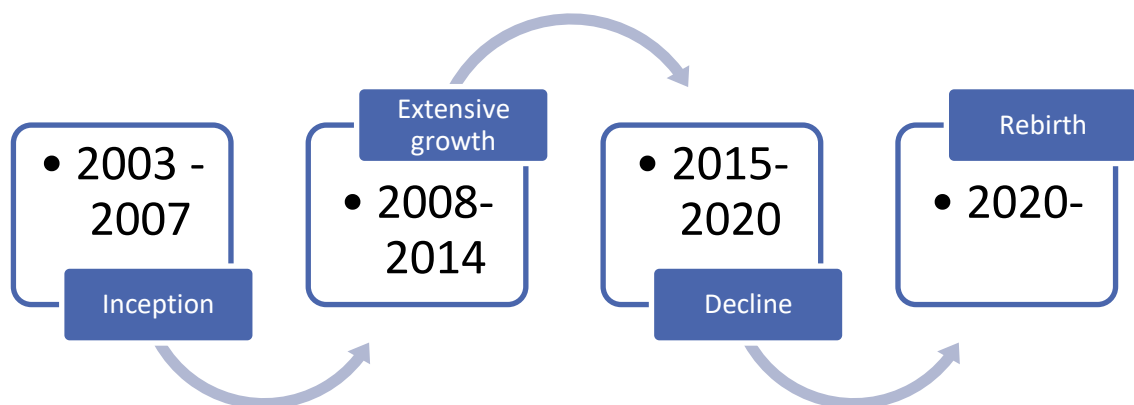 • 2003 -
2007
Inception
Extensive
growth
• 2008-
2014
• 2015-
2020
Decline
Rebirth
• 2020-